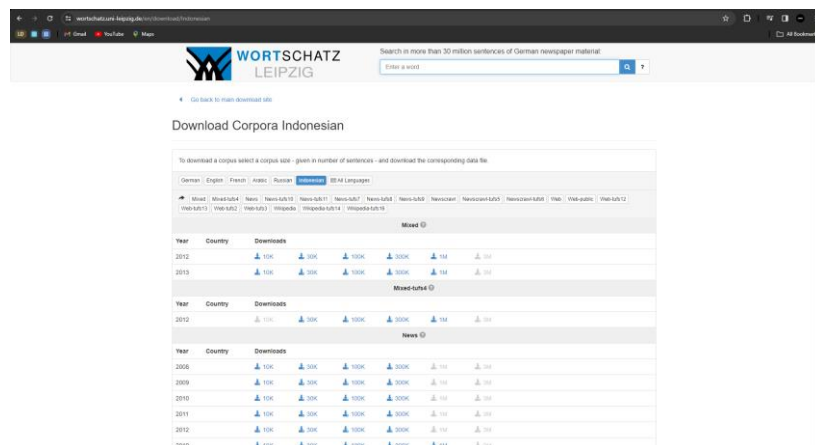 wortschatz.uni-leipzig.de/en/download/Indonesian
Gmail YouTube Maps All Bookmarks
WORTSCHATZ
LEIPZIG
Search in more than 30 million sentences of German newspaper material:
Enter a word ?
Go back to main download site
Download Corpora Indonesian
To download a corpus select a corpus size - given in number of sentences - and download the corresponding data file.
German English French Arabic Russian Indonesian All Languages
Mixed Mixed-tufs4 News News-tufs10 News-tufs11 News-tufs7 News-tufs8 News-tufs9 Newscrawl Newscrawl-tufs5 Newscrawl-tufs6 Web Web-public Web-tufs12
Web-tufs13 Web-tufs2 Web-tufs3 Wikipedia Wikipedia-tufs14 Wikipedia-tufs16
Mixed
Year Country Downloads
2012 10K 30K 100K 300K 1M 3M
2013 10K 30K 100K 300K 1M 3M
Mixed-tufs4
Year Country Downloads
2012 10K 30K 100K 300K 1M 3M
News
Year Country Downloads
2008 10K 30K 100K 300K 1M 3M
2009 10K 30K 100K 300K 1M 3M
2010 10K 30K 100K 300K 1M 3M
2011 10K 30K 100K 300K 1M 3M
2012 10K 30K 100K 300K 1M 3M